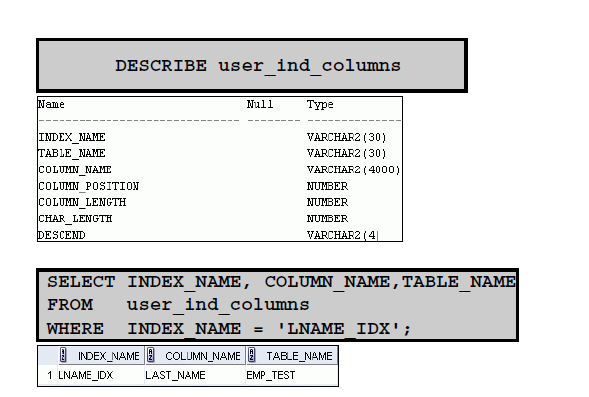 DESCRIBE user_ind_columns
Name Null Type
------------------------------ -------- --------------
INDEX_NAME VARCHAR2(30)
TABLE_NAME VARCHAR2(30)
COLUMN_NAME VARCHAR2(4000)
COLUMN_POSITION NUMBER
COLUMN_LENGTH NUMBER
CHAR_LENGTH NUMBER
DESCEND VARCHAR2(4
SELECT INDEX_NAME, COLUMN_NAME,TABLE_NAME
FROM user_ind_columns
WHERE INDEX_NAME = 'LNAME_IDX';
INDEX_NAME COLUMN_NAME TABLE_NAME
1 LNAME_IDX LAST_NAME EMP_TEST